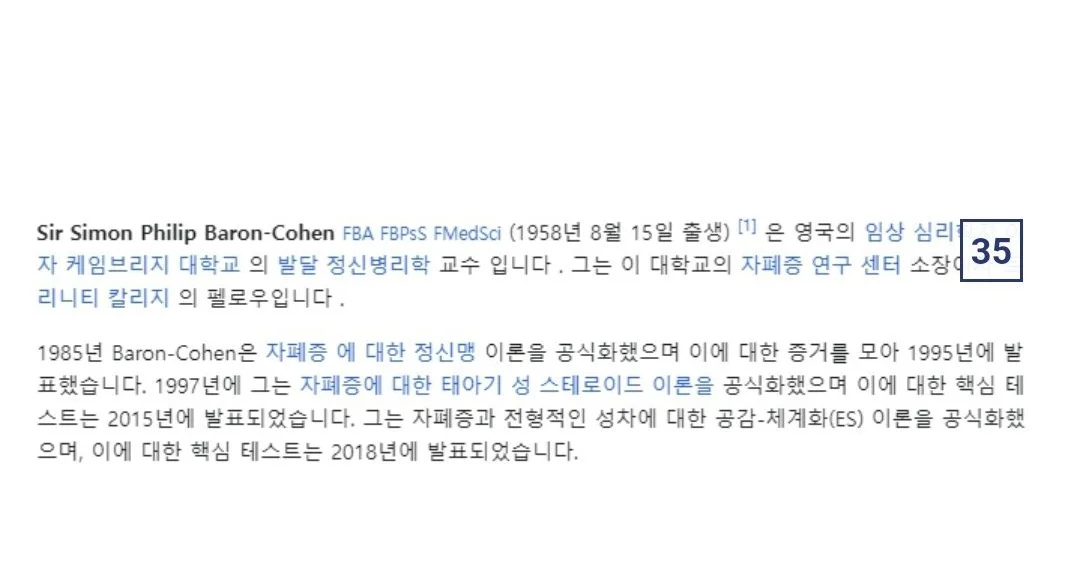 Sir Simon Philip Baron-Cohen FBA FBPsS FMedSci (1958년 8월 15일 출생) [1] 은 영국의 임상
자 케임브리지 대학교 의 발달 정신병리학 교수 입니다 . 그는 이 대학교의 자폐증 연구 센터
리니티 칼리지 의 펠로우입니다 .
35
1985년 Baron-Cohen은 자폐증 에 대한 정신맹 이론을 공식화했으며 이에 대한 증거를 모아 1995년에 발
표했습니다. 1997년에 그는 자폐증에 대한 태아기 성 스테로이드 이론을 공식화했으며 이에 대한 핵심 테
스트는 2015년에 발표되었습니다. 그는 자폐증과 전형적인 성차에 대한 공감-체계화(ES) 이론을 공식화했
으며, 이에 대한 핵심 테스트는 2018년에 발표되었습니다.